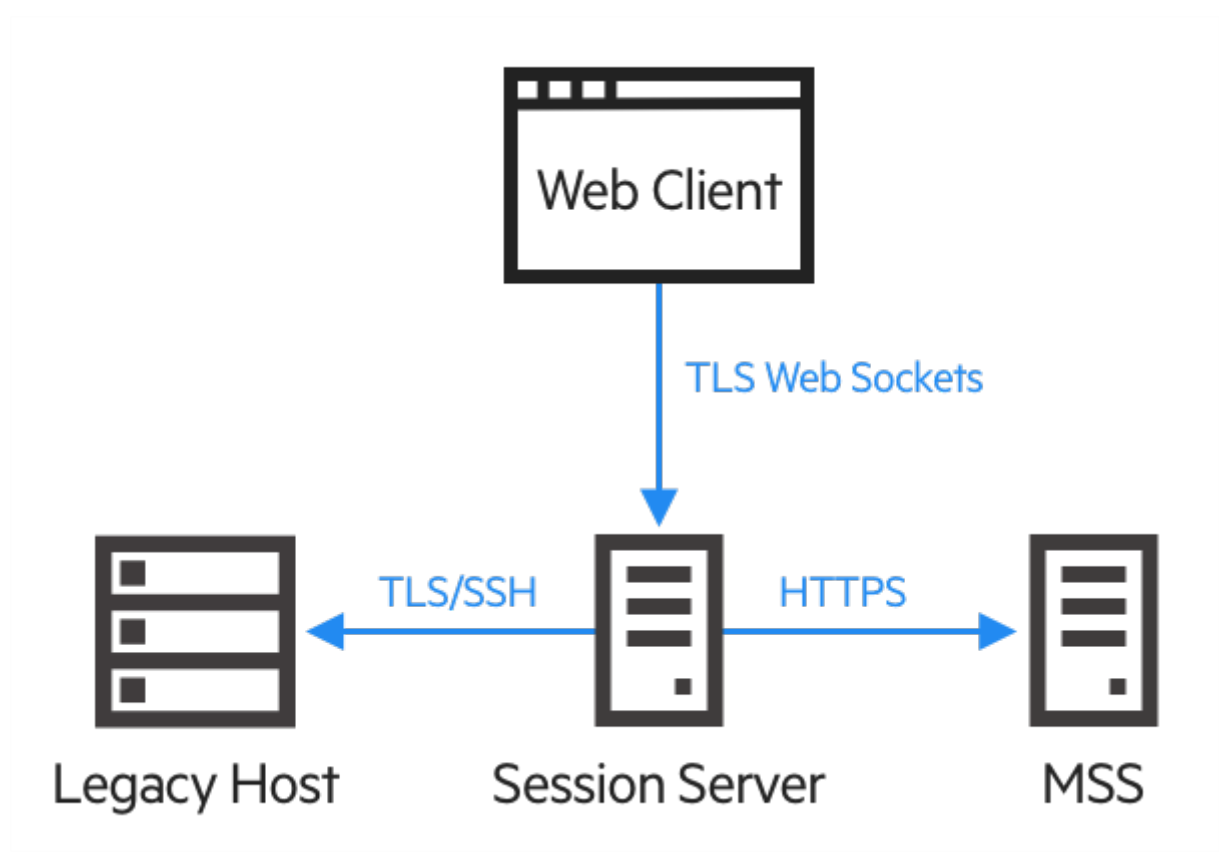 Web Client
TLS Web Sockets
TLS/SSH
HTTPS
Legacy Host
Session Server
MSS